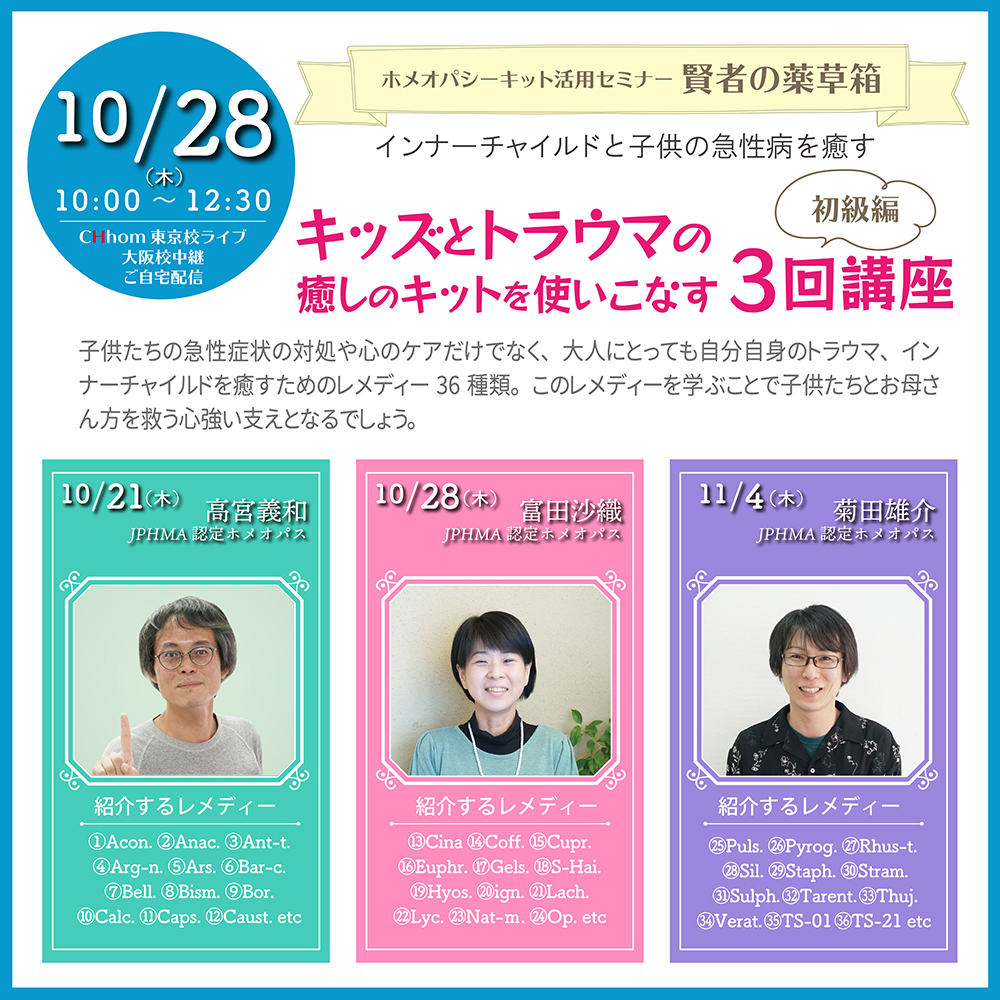 10/28
(木)
10:00 ～ 12:30
CHhom 東京校ライブ
大阪校中継
ご自宅配信
ホメオパシーキット活用セミナー 賢者の薬草箱
インナーチャイルドと子供の急性病を癒す
初級編
キッズとトラウマの
癒しのキットを使いこなす 3回講座
子供たちの急性症状の対処や心のケアだけでなく、大人にとっても自分自身のトラウマ、イン
ナーチャイルドを癒すためのレメディー 36 種類。このレメディーを学ぶことで子供たちとお母さ
ん方を救う心強い支えとなるでしょう。
10/21(木)
高宮義和
JPHMA 認定ホメオパス
紹介するレメディー
①Acon. ②Anac. ③Ant-t.
④Arg-n. ⑤Ars. ⑥Bar-c.
⑦Bell. ⑧Bism. ⑨Bor.
⑩Calc. ⑪Caps. ⑫Caust. etc
10/28(木)
富田沙織
JPHMA 認定ホメオパス
紹介するレメディー
⑬Cina ⑭Coff. ⑮Cupr.
⑯Euphr. ⑰Gels. ⑱S-Hai.
⑲Hyos. ⑳ign. ㉑Lach.
㉒Lyc. ㉓Nat-m. ㉔Op. etc
11/4(木)
菊田雄介
JPHMA 認定ホメオパス
紹介するレメディー
㉕Puls. ㉖Pyrog. ㉗Rhus-t.
㉘Sil. ㉙Staph. ㉚Stram.
㉛Sulph. ㉜Tarent. ㉝Thuj.
㉞Verat. ㉟TS-01 ㊱TS-21 etc